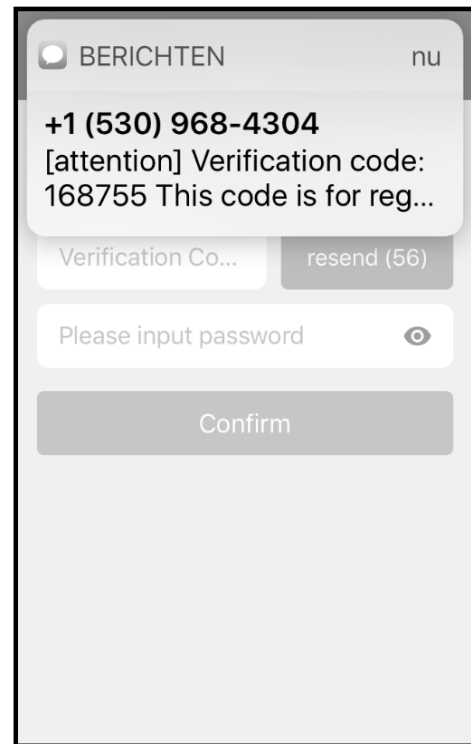 BERICHTEN nu
+1 (530) 968-4304
[attention] Verification code:
168755 This code is for reg...
Verification Co... resend (56)
Please input password
Confirm